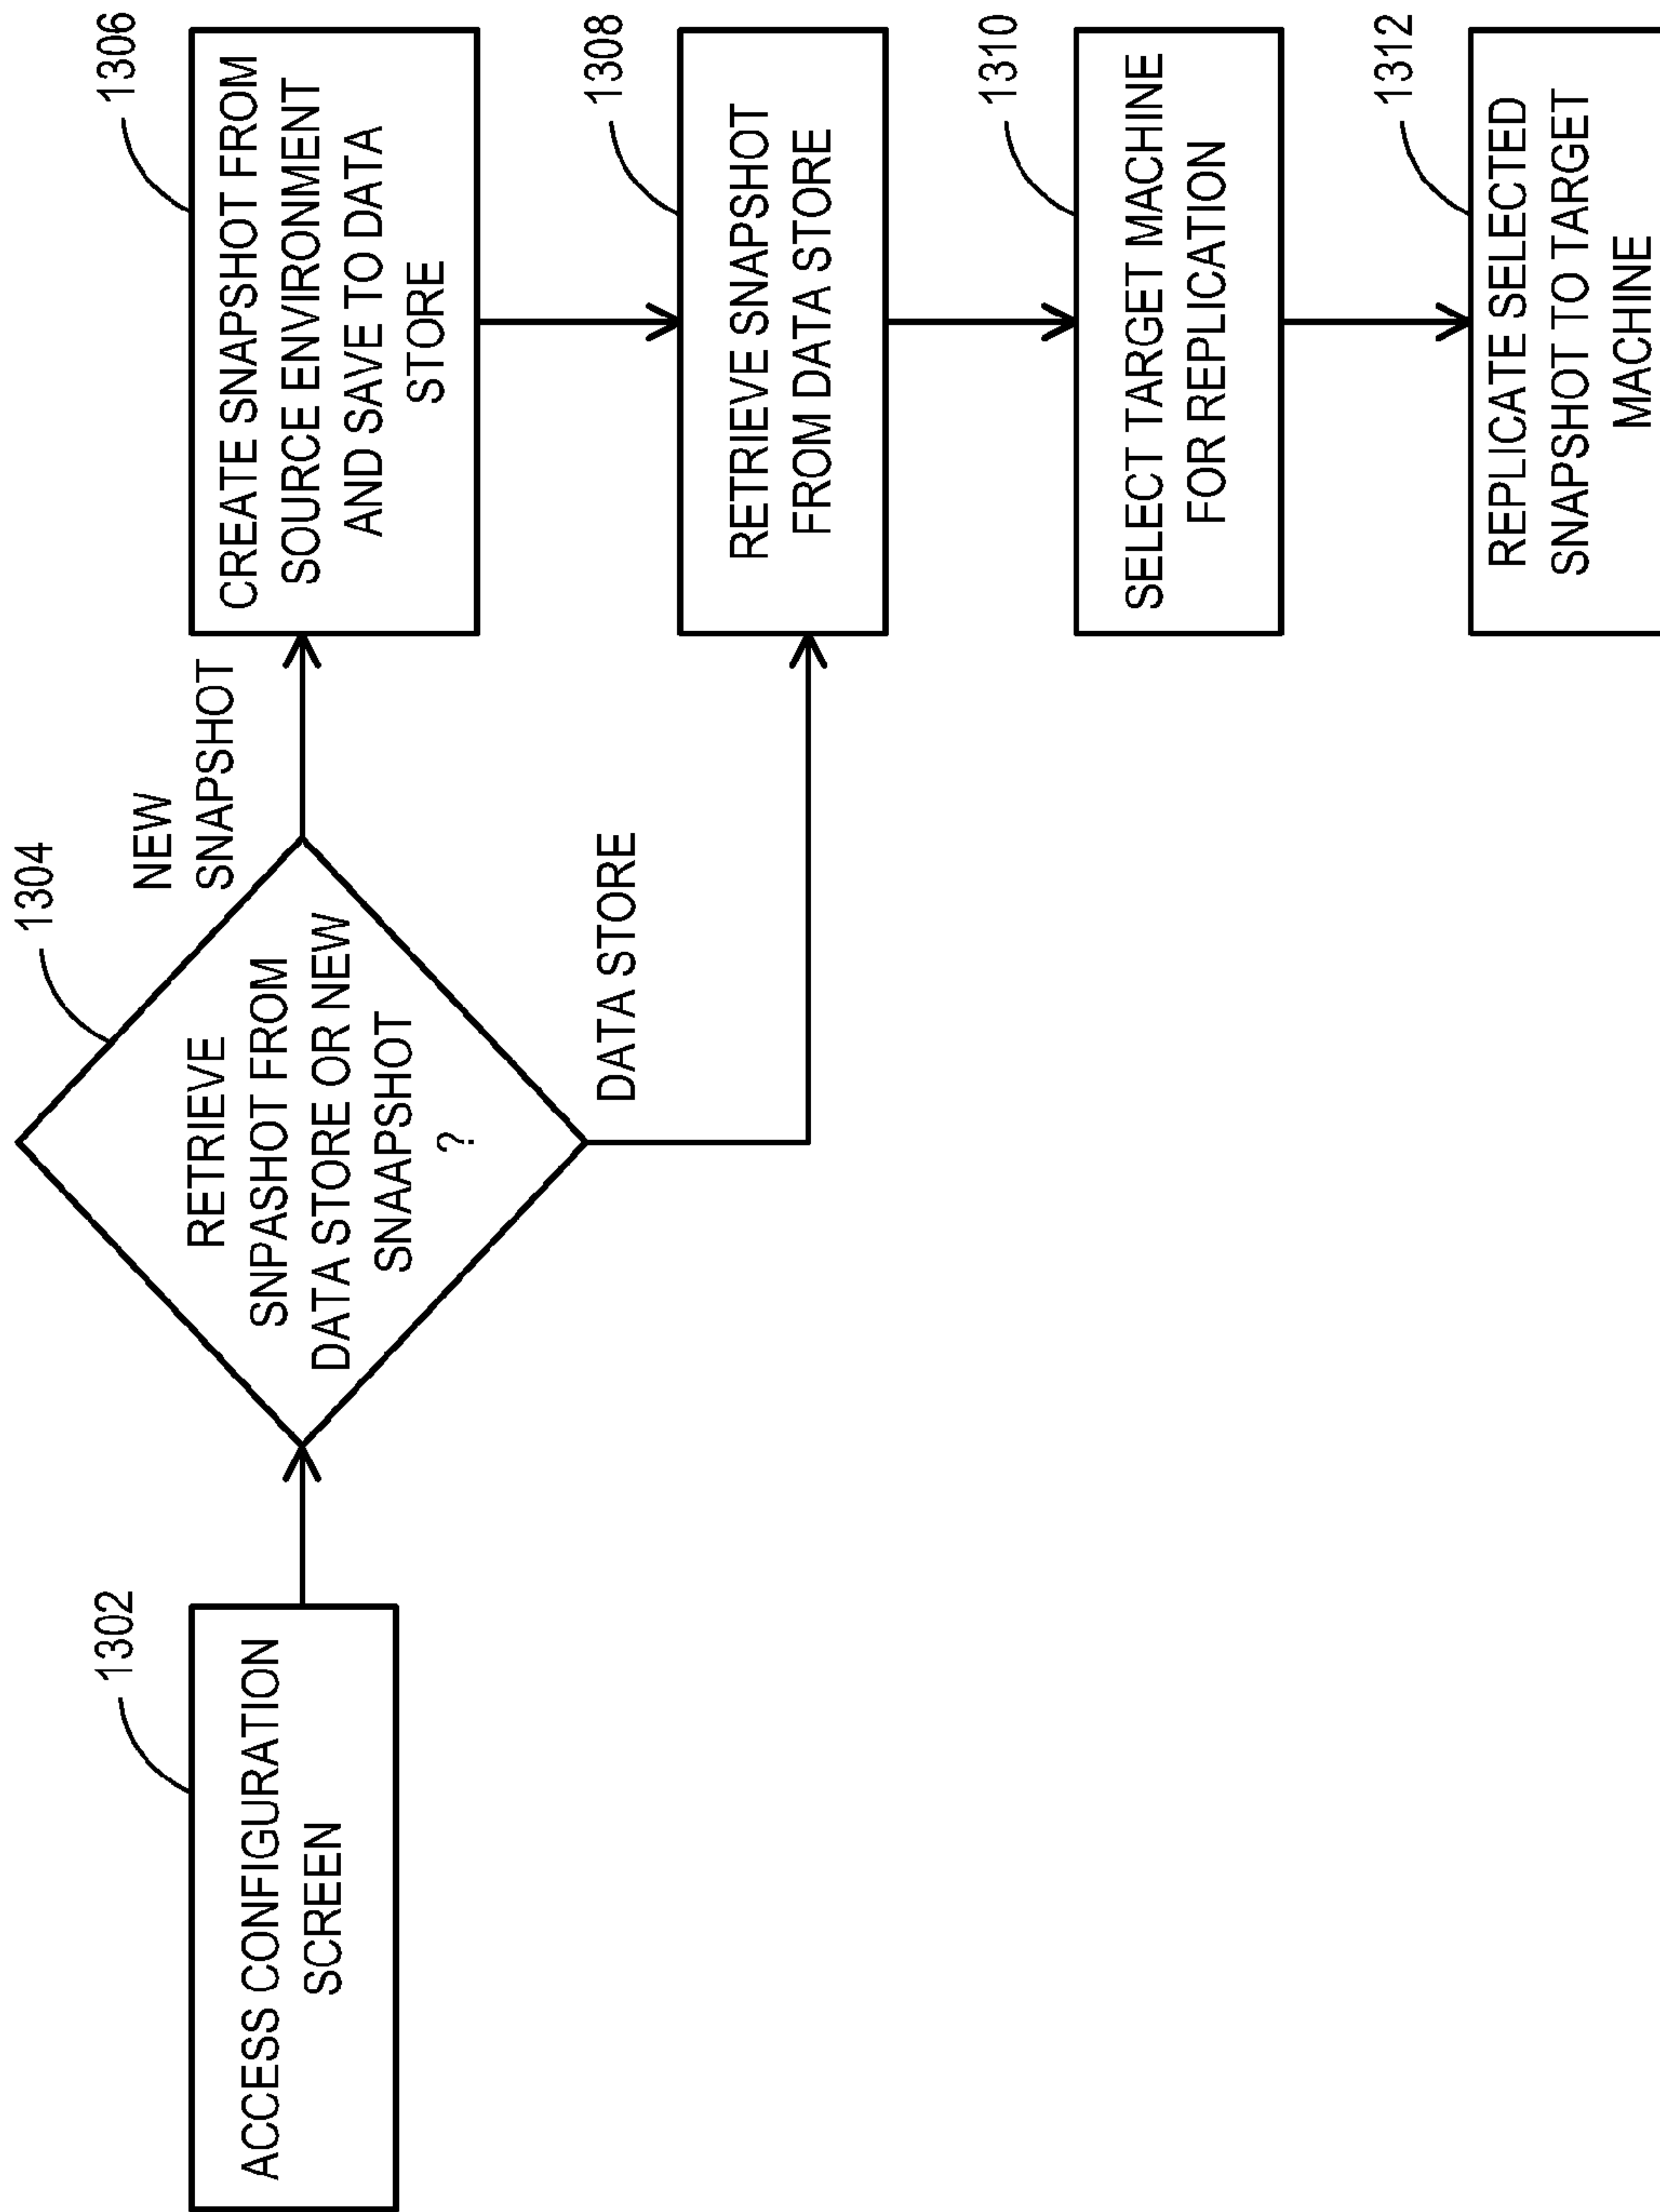 1302
ACCESS CONFIGURATION
SCREEN
1304
RETRIEVE
SNPASHOT FROM
DATA STORE OR NEW
SNAPSHOT
?
NEW
SNAPSHOT
DATA STORE
1306
CREATE SNAPSHOT FROM
SOURCE ENVIRONMENT
AND SAVE TO DATA
STORE
1308
RETRIEVE SNAPSHOT
FROM DATA STORE
1310
SELECT TARGET MACHINE
FOR REPLICATION
1312
REPLICATE SELECTED
SNAPSHOT TO TARGET
MACHINE